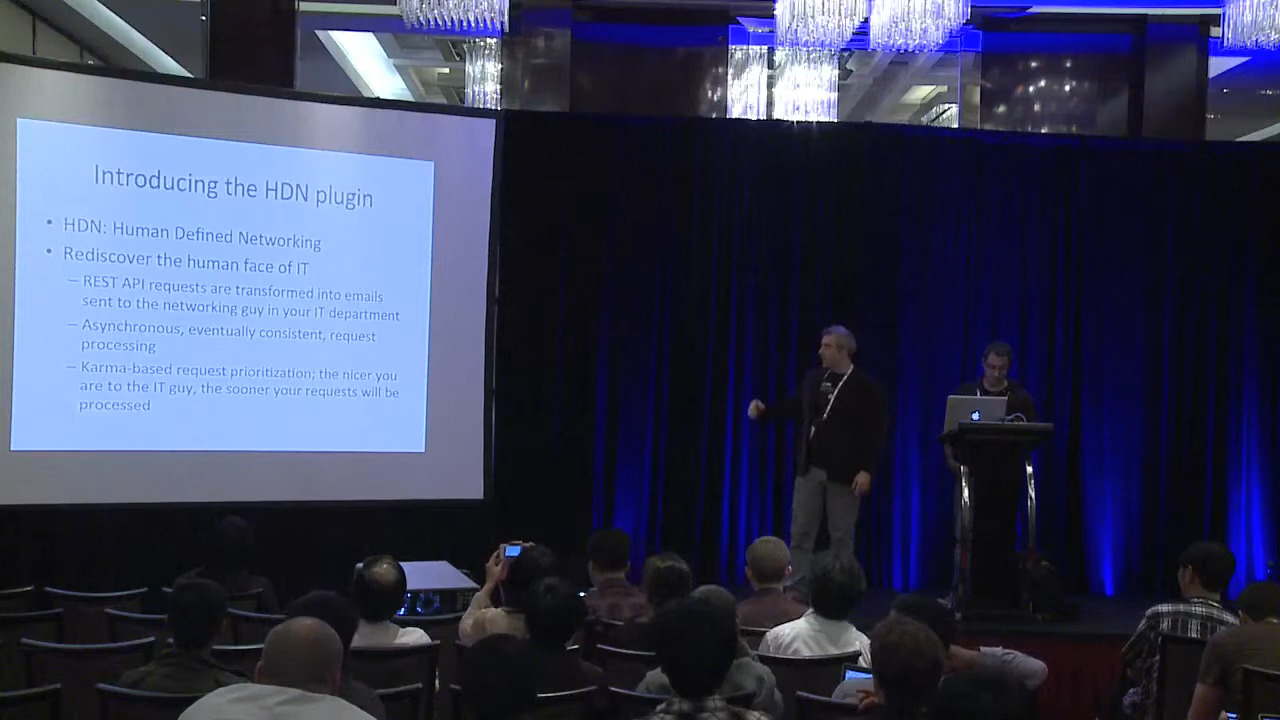 Introducing the HDN plugin
• HDN: Human Defined Networking
• Rediscover the human face of IT
– REST API requests are transformed into emails
sent to the networking guy in your IT department
– Asynchronous, eventually consistent, request
processing
– Karma-based request prioritization; the nicer you
are to the IT guy, the sooner your requests will be
processed